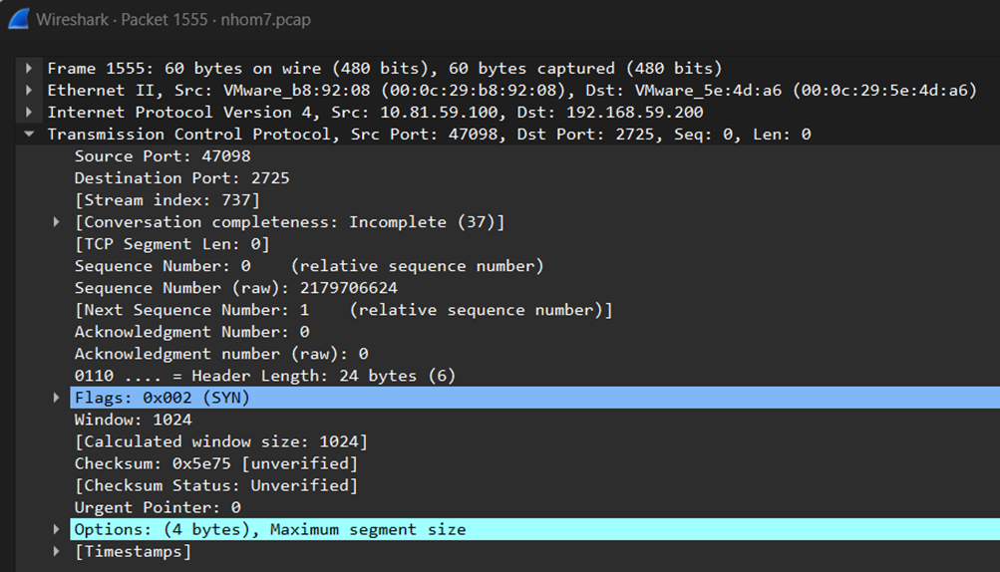 Wireshark · Packet 1555 · nhom7.pcap
Frame 1555: 60 bytes on wire (480 bits), 60 bytes captured (480 bits)
Ethernet II, Src: VMware_b8:92:08 (00:0c:29:b8:92:08), Dst: VMware_5e:4d:a6 (00:0c:29:5e:4d:a6)
Internet Protocol Version 4, Src: 10.81.59.100, Dst: 192.168.59.200
Transmission Control Protocol, Src Port: 47098, Dst Port: 2725, Seq: 0, Len: 0
Source Port: 47098
Destination Port: 2725
[Stream index: 737]
[Conversation completeness: Incomplete (37)]
[TCP Segment Len: 0]
Sequence Number: 0    (relative sequence number)
Sequence Number (raw): 2179706624
[Next Sequence Number: 1    (relative sequence number)]
Acknowledgment Number: 0
Acknowledgment number (raw): 0
0110 .... = Header Length: 24 bytes (6)
Flags: 0x002 (SYN)
Window: 1024
[Calculated window size: 1024]
Checksum: 0x5e75 [unverified]
[Checksum Status: Unverified]
Urgent Pointer: 0
Options: (4 bytes), Maximum segment size
[Timestamps]